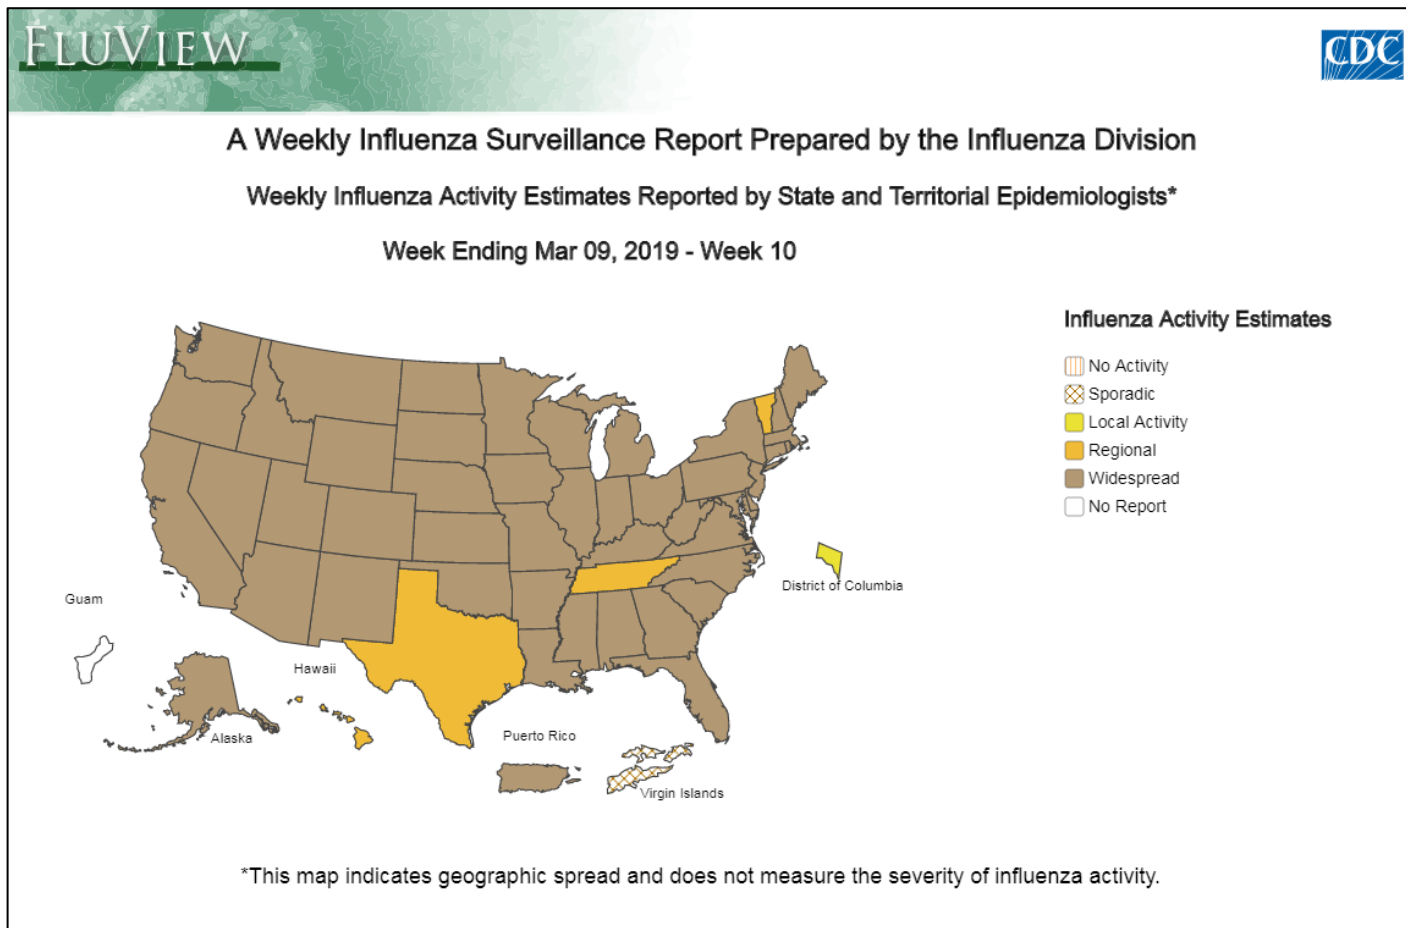 FLUVIEW
CDC
A Weekly Influenza Surveillance Report Prepared by the Influenza Division
Weekly Influenza Activity Estimates Reported by State and Territorial Epidemiologists*
Week Ending Mar 09, 2019 - Week 10
Influenza Activity Estimates
No Activity
Sporadic
Local Activity
Regional
Widespread
No Report
District of Columbia
Guam
Hawaii
Alaska
Puerto Rico
Virgin Islands
*This map indicates geographic spread and does not measure the severity of influenza activity.